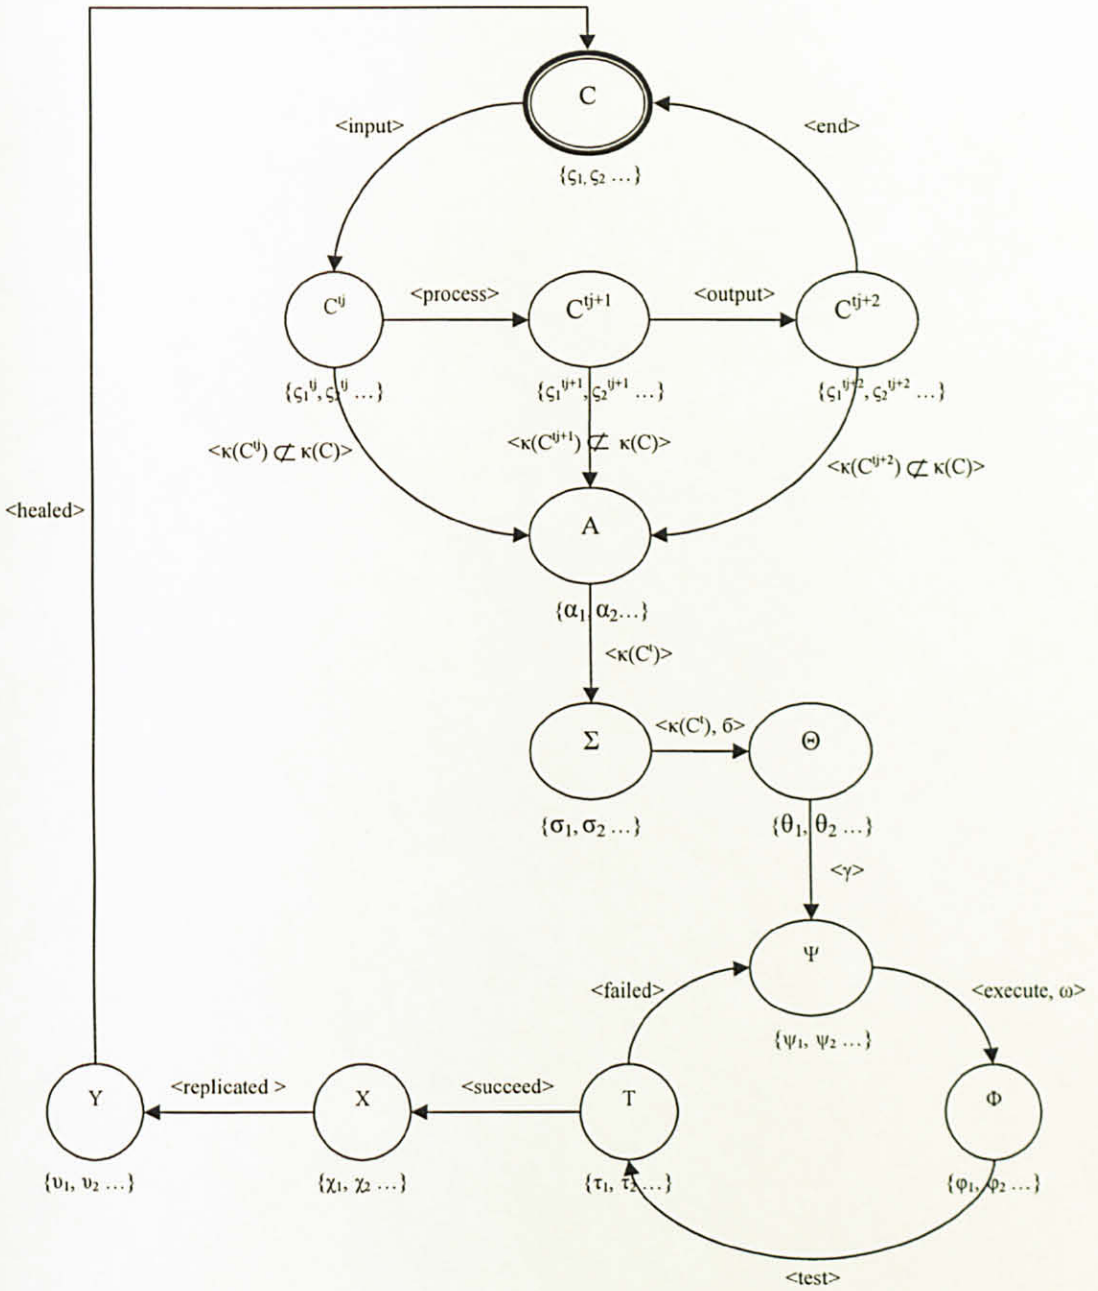 C
<input>
<end>
{ς₁, ς₂ …}
Cᵗʲ
<process>
Cᵗʲ⁺¹
<output>
Cᵗʲ⁺²
{ς₁ᵗʲ, ς₂ᵗʲ …}
{ς₁ᵗʲ⁺¹, ς₂ᵗʲ⁺¹ …}
{ς₁ᵗʲ⁺², ς₂ᵗʲ⁺² …}
<κ(Cᵗʲ) ⊄ κ(C)>
<κ(Cᵗʲ⁺¹) ⊄ κ(C)>
<κ(Cᵗʲ⁺²) ⊄ κ(C)>
<healed>
A
{α₁, α₂…}
<κ(Cᵗ)>
Σ
<κ(Cᵗ), б>
Θ
{σ₁, σ₂ …}
{θ₁, θ₂ …}
<γ>
Ψ
<failed>
<execute, ω>
{ψ₁, ψ₂ …}
Y
<replicated >
X
<succeed>
T
Φ
{υ₁, υ₂ …}
{χ₁, χ₂ …}
{τ₁, τ₂ …}
{φ₁, φ₂ …}
<test>